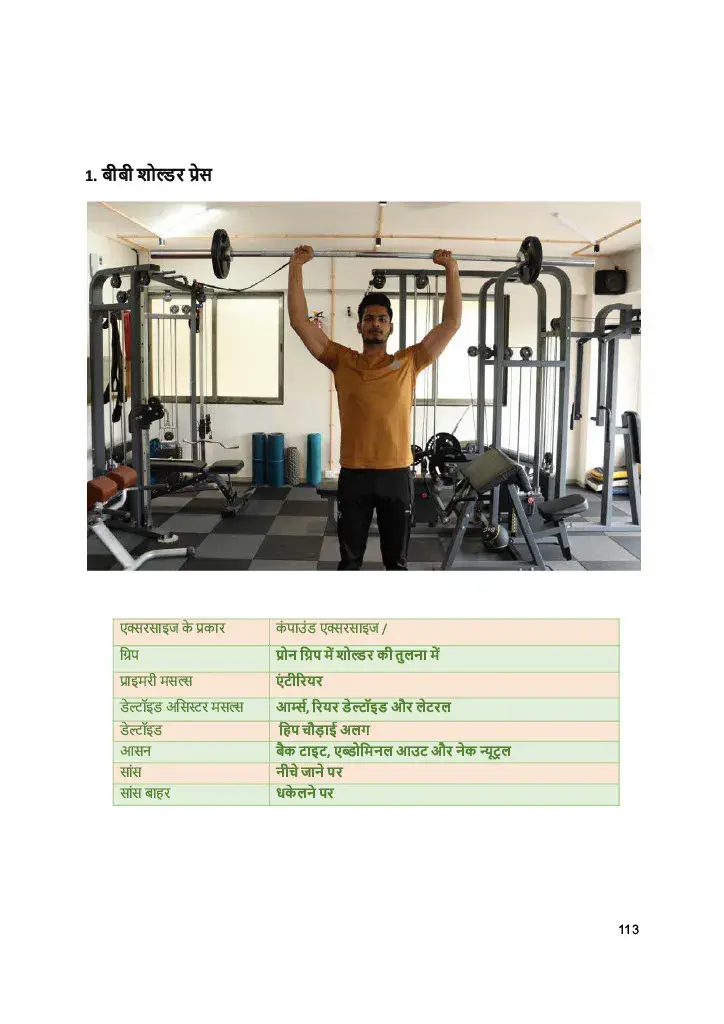 1. बीबी शोल्डर प्रेस
एक्सरसाइज के प्रकार कंपाउंड एक्सरसाइज /
ग्रिप प्रोन ग्रिप में शोल्डर की तुलना में
प्राइमरी मसल्स एंटीरियर
डेल्टॉइड असिस्टर मसल्स आर्म्स, रियर डेल्टॉइड और लेटरल
डेल्टॉइड हिप चौड़ाई अलग
आसन बैक टाइट, एब्डोमिनल आउट और नेक न्यूट्रल
सांस नीचे जाने पर
सांस बाहर धकेलने पर
113